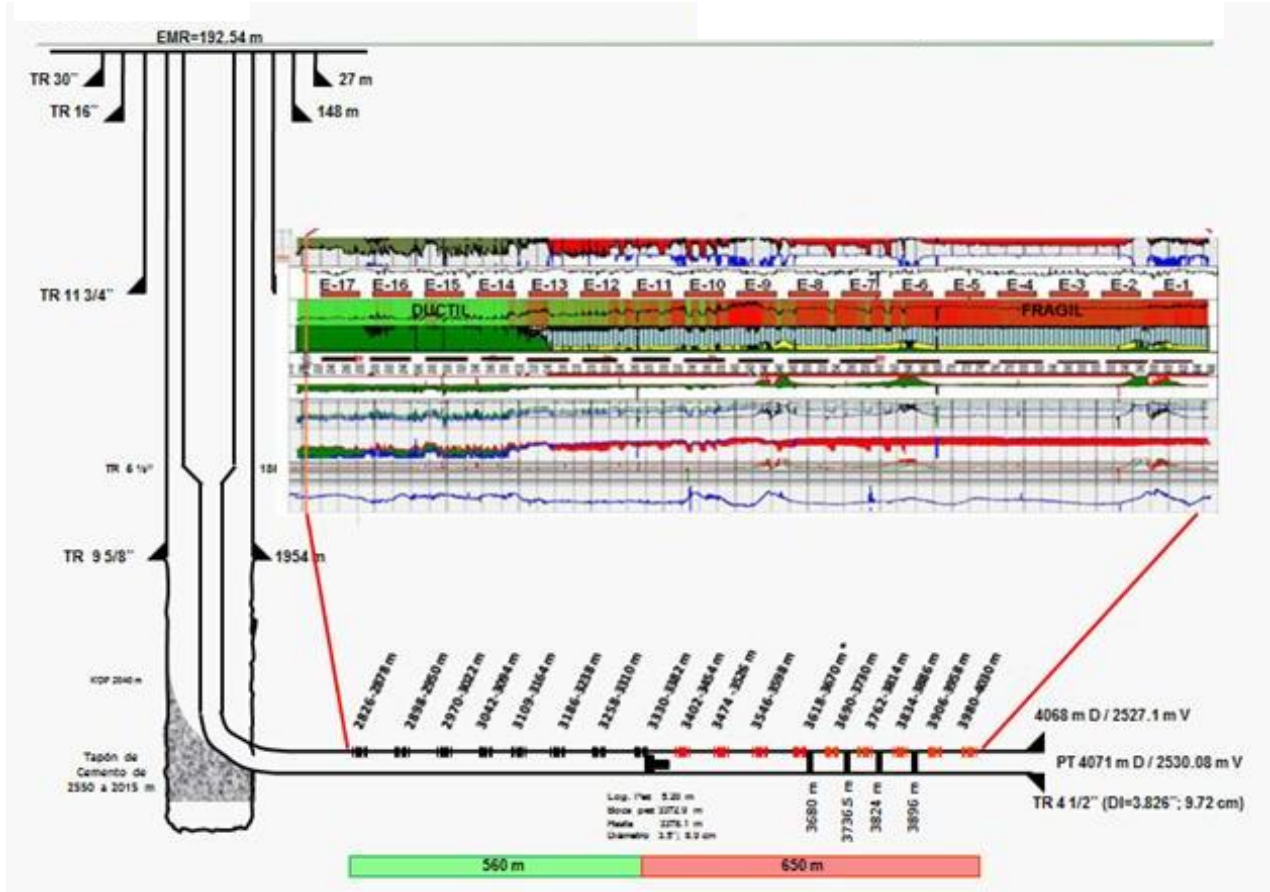 EMR=192.54 m
TR 30¨
27 m
TR 16¨
148 m
TR 11 3/4¨
E-17
E-16
E-15
E-14
E-13
E-12
E-11
E-10
E-9
E-8
E-7
E-6
E-5
E-4
E-3
E-2
E-1
DUCTIL
FRAGIL
TR 9 5/8¨
1954 m
2826-2878 m
2898-2950 m
2970-3022 m
3042-3094 m
3109-3164 m
3186-3238 m
3258-3310 m
3330-3382 m
3402-3454 m
3474 -3526 m
3546-3598 m
3618-3670 m *
3690-3730 m
3762-3814 m
3834-3886 m
3906-3958 m
3980-4030 m
KOP 2040 m
4068 m D / 2527.1 m V
Tapón de
Cemento de
2550 a 2015 m
PT 4071 m D / 2530.08 m V
TR 4 1/2¨ (DI=3.826¨; 9.72 cm)
3680 m
3736.5 m
3824 m
3896 m
560 m
650 m